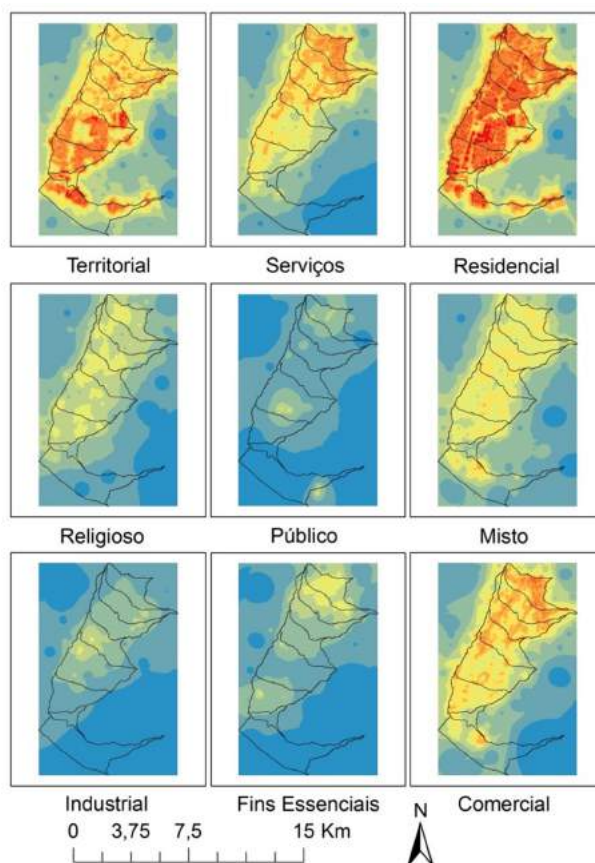 Territorial
Serviços
Residencial
Religioso
Público
Misto
Industrial
Fins Essenciais
Comercial
0 3,75 7,5 15 Km
N